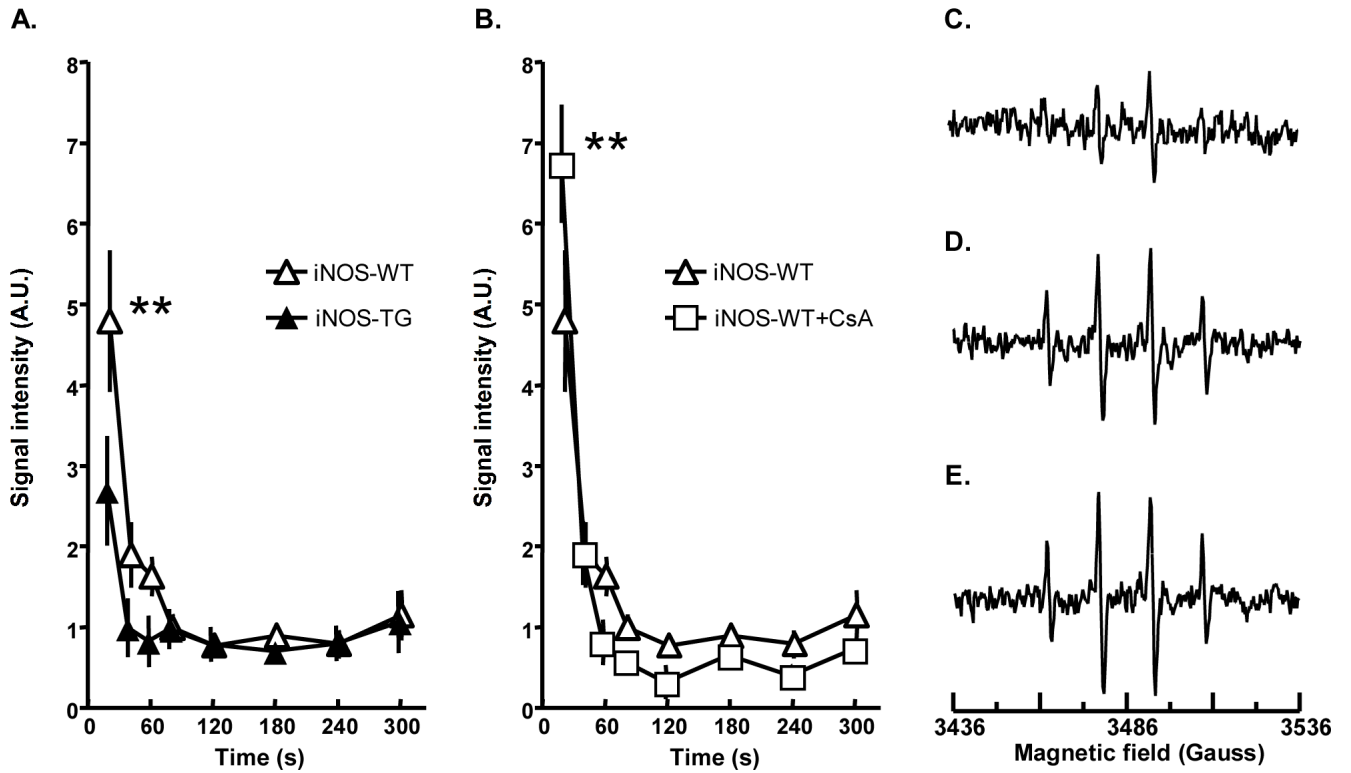 A.
B.
C.
8
7
6
5
4
3
2
1
0
Signal intensity (A.U.)
**
iNOS-WT
iNOS-TG
0 60 120 180 240 300
Time (s)
8
7
6
5
4
3
2
1
0
Signal intensity (A.U.)
**
iNOS-WT
iNOS-WT+CsA
0 60 120 180 240 300
Time (s)
D.
E.
3436 3486 3536
Magnetic field (Gauss)